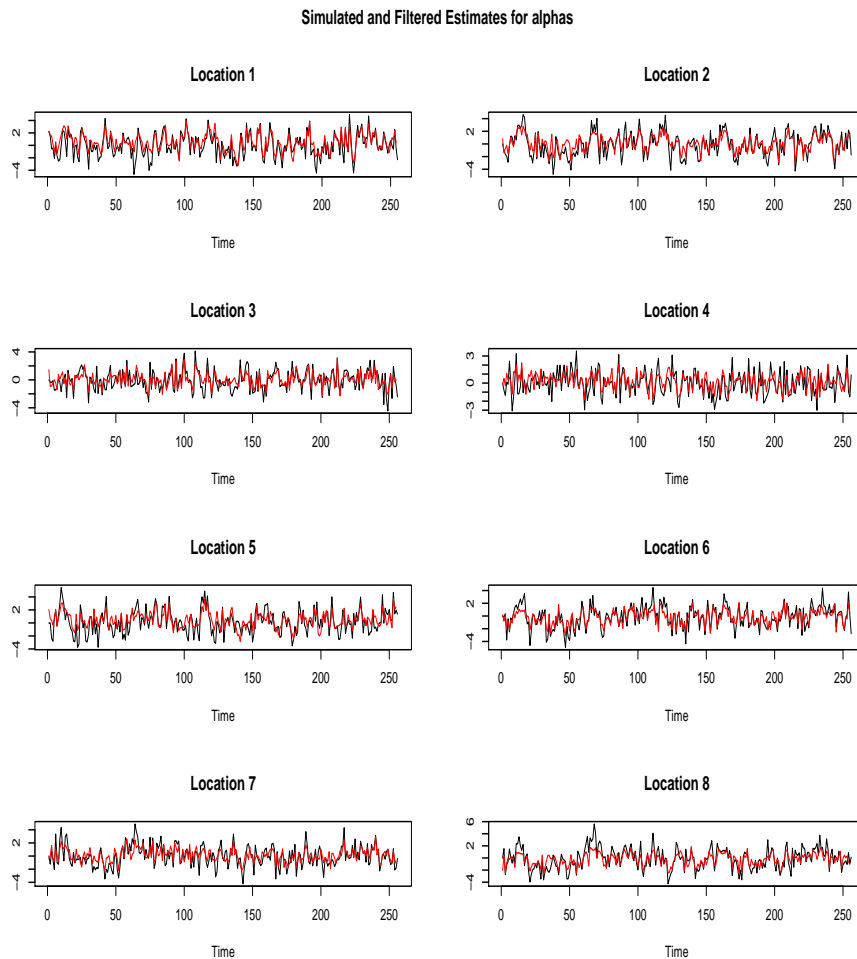 Simulated and Filtered Estimates for alphas
Location 1
Location 2
2
-4
0 50 100 150 200 250
Time
2
-4
0 50 100 150 200 250
Time
Location 3
Location 4
4
0
-4
0 50 100 150 200 250
Time
3
0
-3
0 50 100 150 200 250
Time
Location 5
Location 6
2
-4
0 50 100 150 200 250
Time
2
-4
0 50 100 150 200 250
Time
Location 7
Location 8
2
-4
0 50 100 150 200 250
Time
6
2
-4
0 50 100 150 200 250
Time